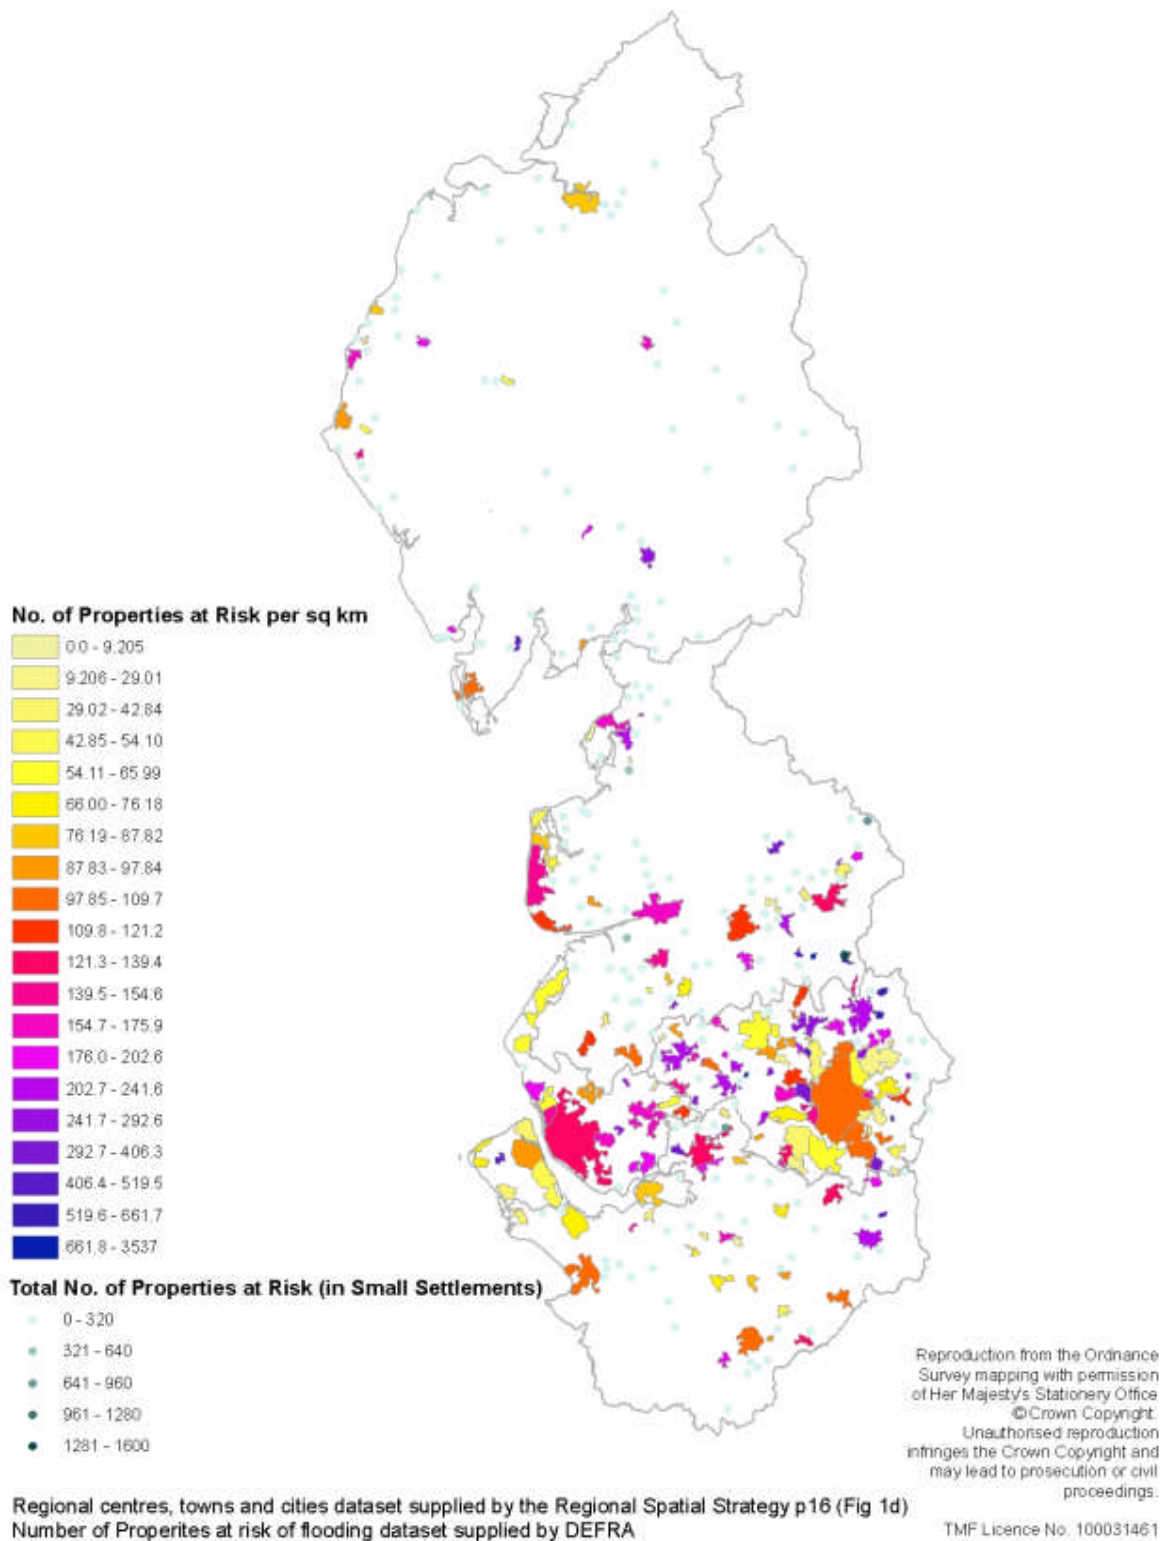 No. of Properties at Risk per sq km
0.0 - 9.205
9.206 - 29.01
29.02 - 42.84
42.85 - 54.10
54.11 - 65.99
66.00 - 76.18
76.19 - 87.82
87.83 - 97.84
97.85 - 109.7
109.8 - 121.2
121.3 - 139.4
139.5 - 154.6
154.7 - 175.9
176.0 - 202.6
202.7 - 241.6
241.7 - 292.6
292.7 - 406.3
406.4 - 519.5
519.6 - 661.7
661.8 - 3537
Total No. of Properties at Risk (in Small Settlements)
0 - 320
321 - 640
641 - 960
961 - 1280
1281 - 1600
Reproduction from the Ordnance
Survey mapping with permission
of Her Majesty's Stationery Office
© Crown Copyright.
Unauthorised reproduction
infringes the Crown Copyright and
may lead to prosecution or civil
proceedings.
Regional centres, towns and cities dataset supplied by the Regional Spatial Strategy p16 (Fig 1d)
Number of Properites at risk of flooding dataset supplied by DEFRA
TMF Licence No. 100031461